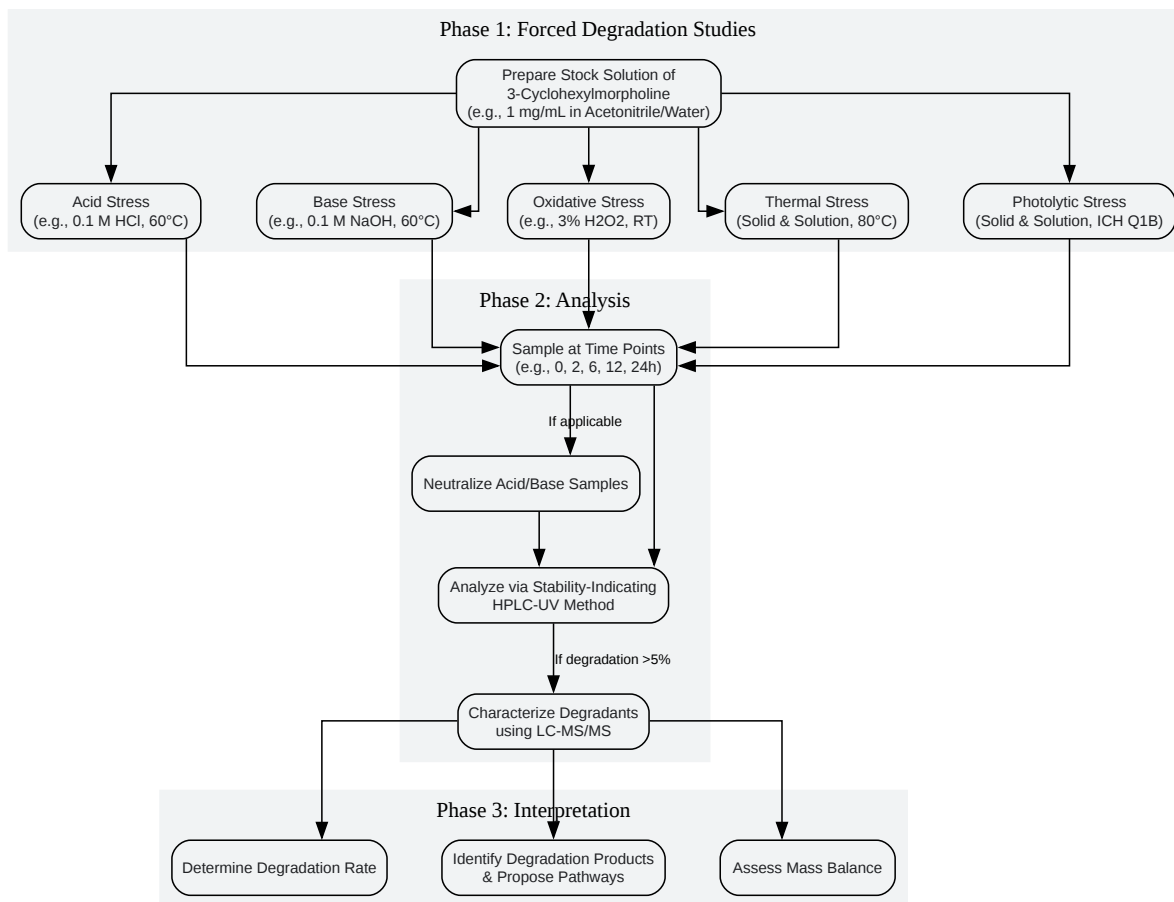 Phase 1: Forced Degradation Studies
Prepare Stock Solution of
3-Cyclohexylmorpholine
(e.g., 1 mg/mL in Acetonitrile/Water)
Acid Stress
(e.g., 0.1 M HCl, 60°C)
Base Stress
(e.g., 0.1 M NaOH, 60°C)
Oxidative Stress
(e.g., 3% H2O2, RT)
Thermal Stress
(Solid & Solution, 80°C)
Photolytic Stress
(Solid & Solution, ICH Q1B)
Phase 2: Analysis
Sample at Time Points
(e.g., 0, 2, 6, 12, 24h)
If applicable
Neutralize Acid/Base Samples
Analyze via Stability-Indicating
HPLC-UV Method
If degradation >5%
Characterize Degradants
using LC-MS/MS
Phase 3: Interpretation
Determine Degradation Rate
Identify Degradation Products
& Propose Pathways
Assess Mass Balance